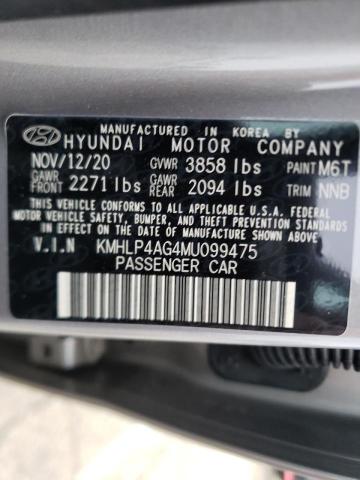 MANUFACTURED IN KOREA BY
HYUNDAI MOTOR COMPANY
NOV/12/20 GVWR 3858 lbs PAINT M6T
GAWR FRONT 2271 lbs GAWR REAR 2094 lbs TRIM NNB
THIS VEHICLE CONFORMS TO ALL APPLICABLE U.S.A. FEDERAL
MOTOR VEHICLE SAFETY, BUMPER, AND THEFT PREVENTION
STANDARDS IN EFFECT ON THE DATE OF MANUFACTURE SHOWN ABOVE.
V.I.N KMHLP4AG4MU099475
PASSENGER CAR